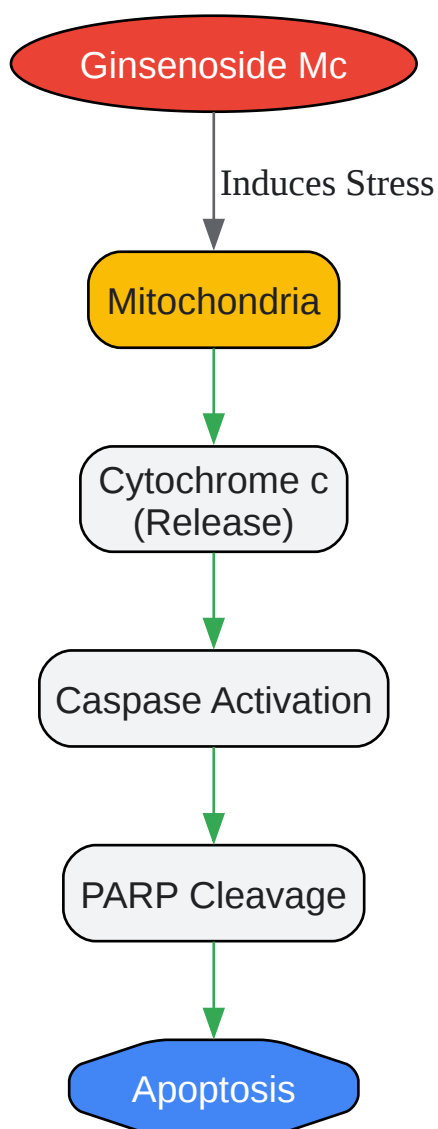 Ginsenoside Mc
Induces Stress
Mitochondria
Cytochrome c
(Release)
Caspase Activation
PARP Cleavage
Apoptosis